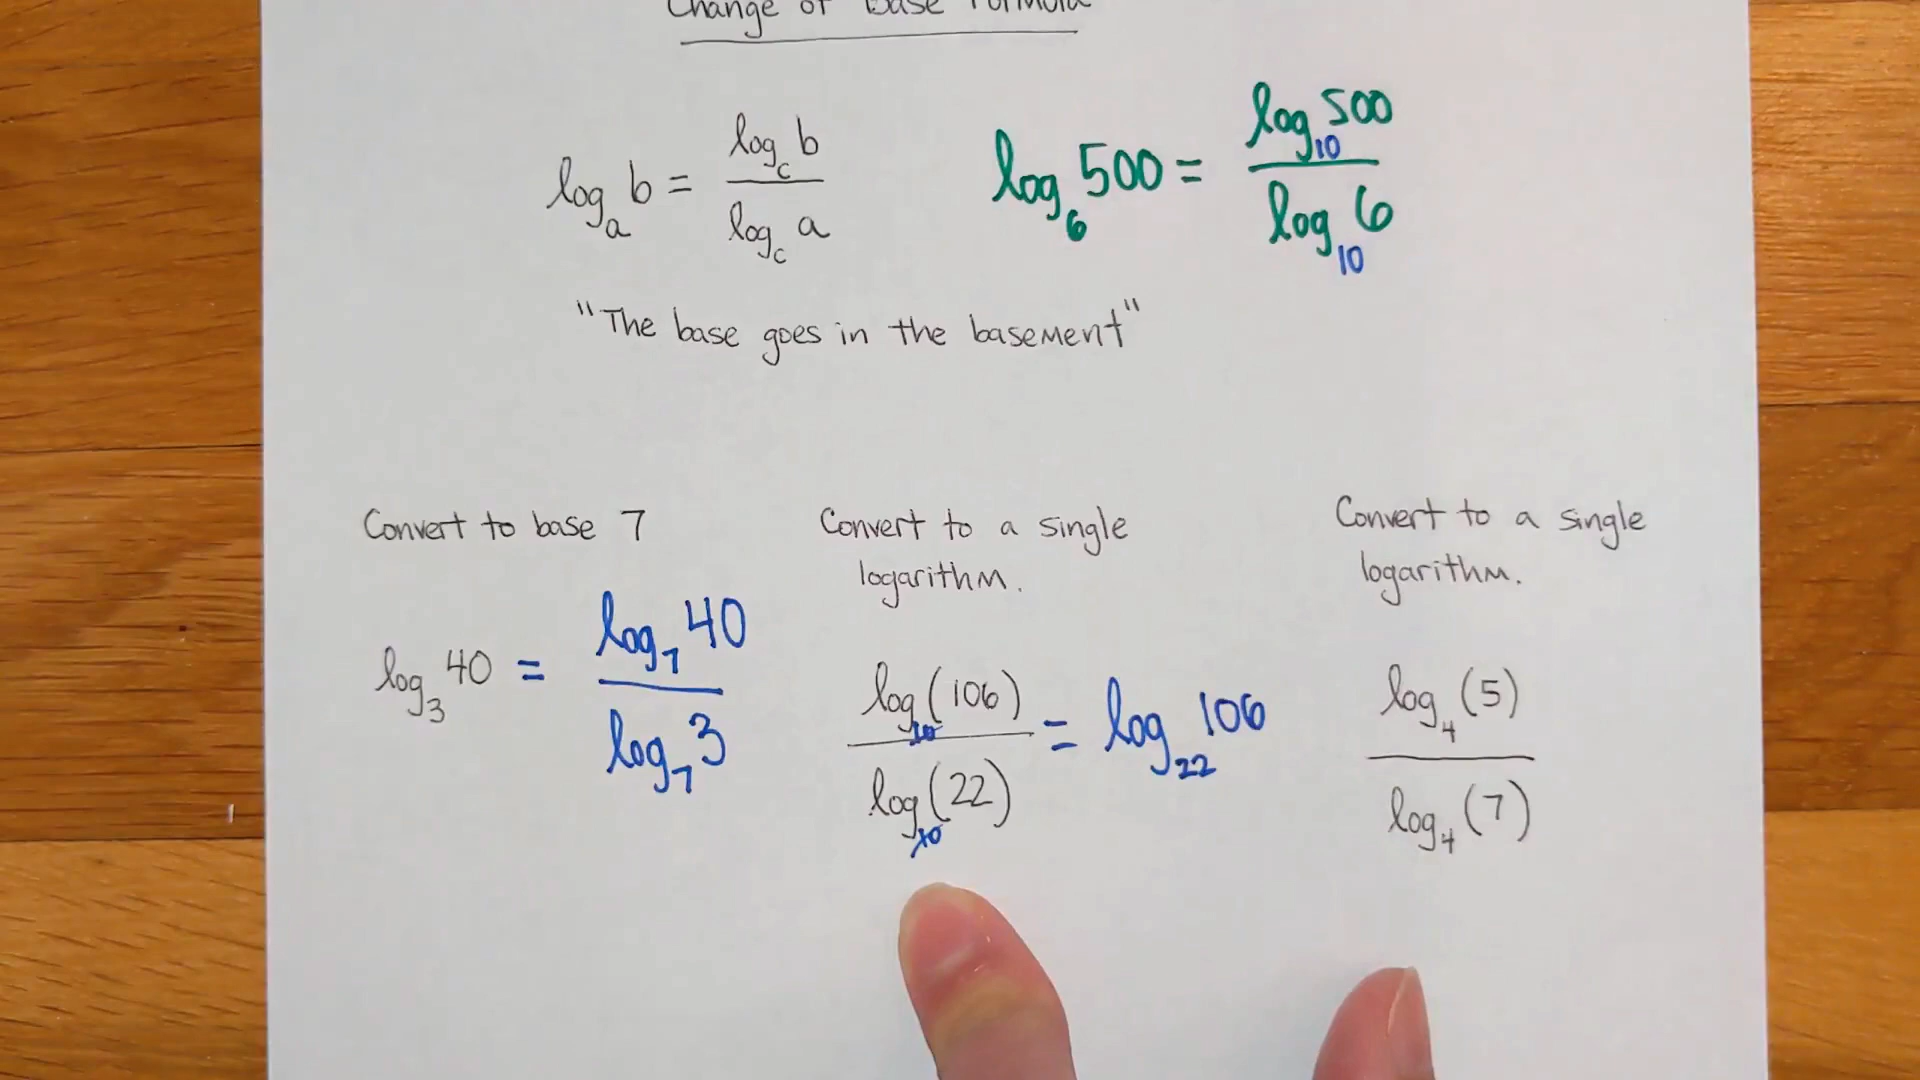 Change of Base Formula
log_a b = log_c b / log_c a
log_6 500 = log_10 500 / log_10 6
"The base goes in the basement"
Convert to base 7
log_3 40 = log_7 40 / log_7 3
Convert to a single
logarithm.
log_10 (106) / log_10 (22) = log_22 106
Convert to a single
logarithm.
log_4 (5) / log_4 (7)